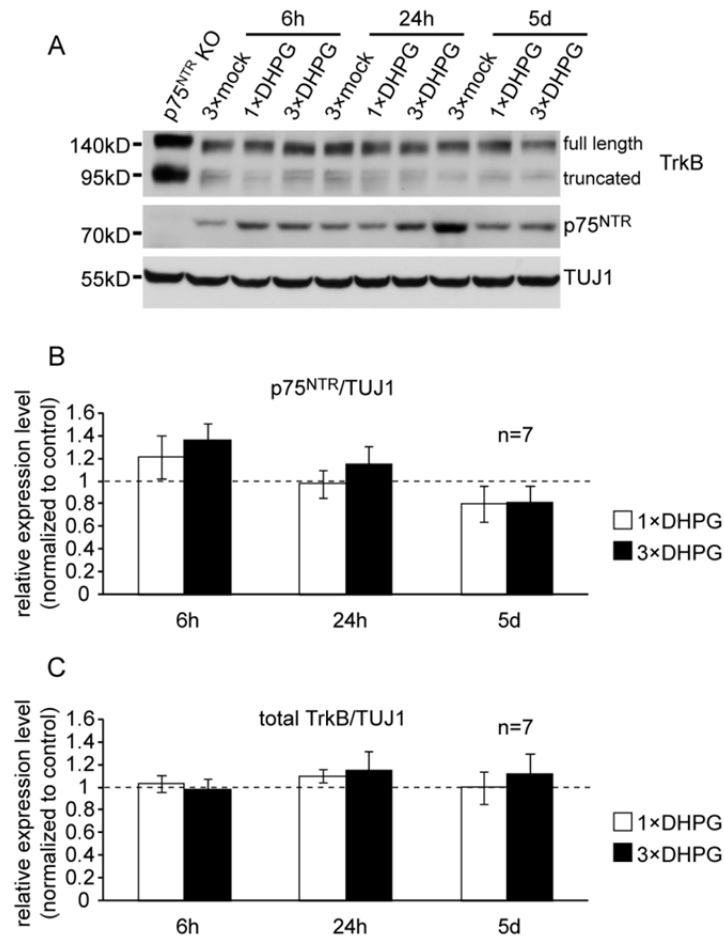 A
6h
24h
5d
p75NTR KO
3×mock
1×DHPG
3×DHPG
3×mock
1×DHPG
3×DHPG
3×mock
1×DHPG
3×DHPG
140kD
full length
TrkB
95kD
truncated
70kD
p75NTR
55kD
TUJ1
B
p75NTR/TUJ1
relative expression level
(normalized to control)
1.6
1.4
1.2
1
0.8
0.6
0.4
0.2
0
n=7
1×DHPG
3×DHPG
6h
24h
5d
C
total TrkB/TUJ1
relative expression level
(normalized to control)
1.6
1.4
1.2
1
0.8
0.6
0.4
0.2
0
n=7
1×DHPG
3×DHPG
6h
24h
5d